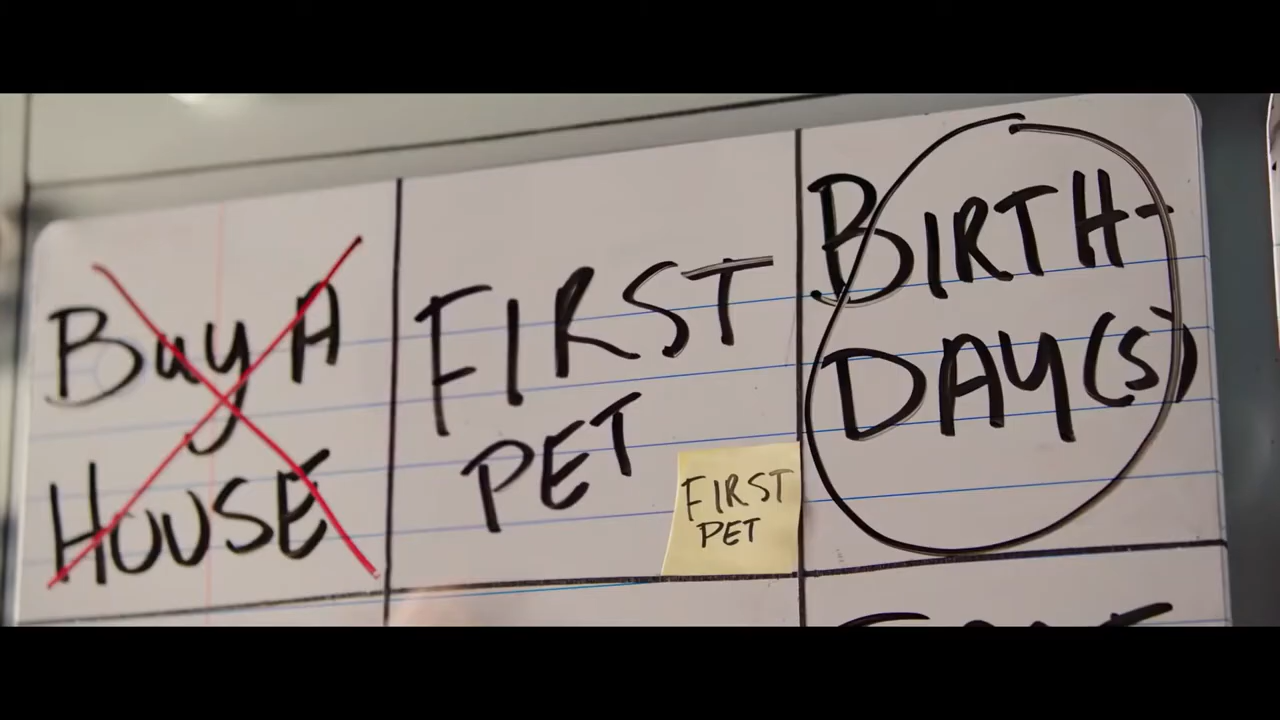 BUY A
HOUSE
FIRST
PET
FIRST
PET
BIRTH-
DAY(S)